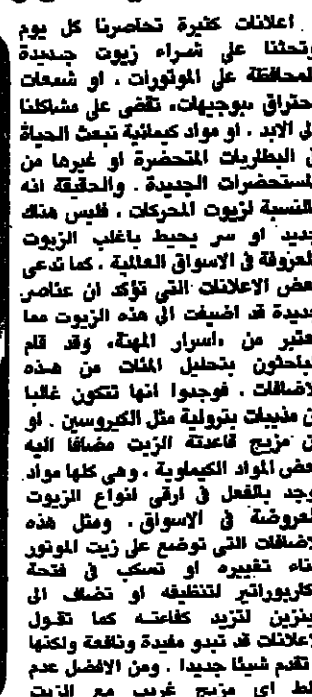 اعلانات كثيرة تحاصرنا كل يوم
وتحثنا على شراء زيوت جديدة
للمحافظة على الموتورات . او شمعات
احتراق «بوجيهات» تقضى على مشاكلنا
الى الابد . او مواد كيمائية تبعث الحياة
فى البطاريات المتحضرة او غيرها من
المستحضرات الجديدة . والحقيقة انه
بالنسبة لزيوت المحركات . فليس هناك
جديد او سر يحيط باغلب الزيوت
المعروفة فى الاسواق العالمية . كما تدعى
بعض الاعلانات التى تؤكد ان عناصر
جديدة قد اضيفت الى هذه الزيوت مما
يعتبر من «اسرار المهنة» وقد قام
الباحثون بتحليل المئات من هذه
الاضافات . فوجدوا انها تتكون غالبا
من مذيبات بترولية مثل الكيروسين . او
من مزيج قاعدته الزيت مضافا اليه
بعض المواد الكيماوية . وهى كلها مواد
توجد بالفعل فى ارقى انواع الزيوت
المعروضة فى الاسواق . ومثل هذه
الاضافات التى توضع على زيت الموتور
اثناء تغييره او تسكب فى فتحة
الكاربوراتير لتنظيفه او تضاف الى
البنزين لتزيد كفاعته كما تقول
الاعلانات قد تبدو مفيدة ونافعة ولكنها
تقدم شيئا جديدا . ومن الافضل عدم
خلط اى مزيج غريب مع الزيت